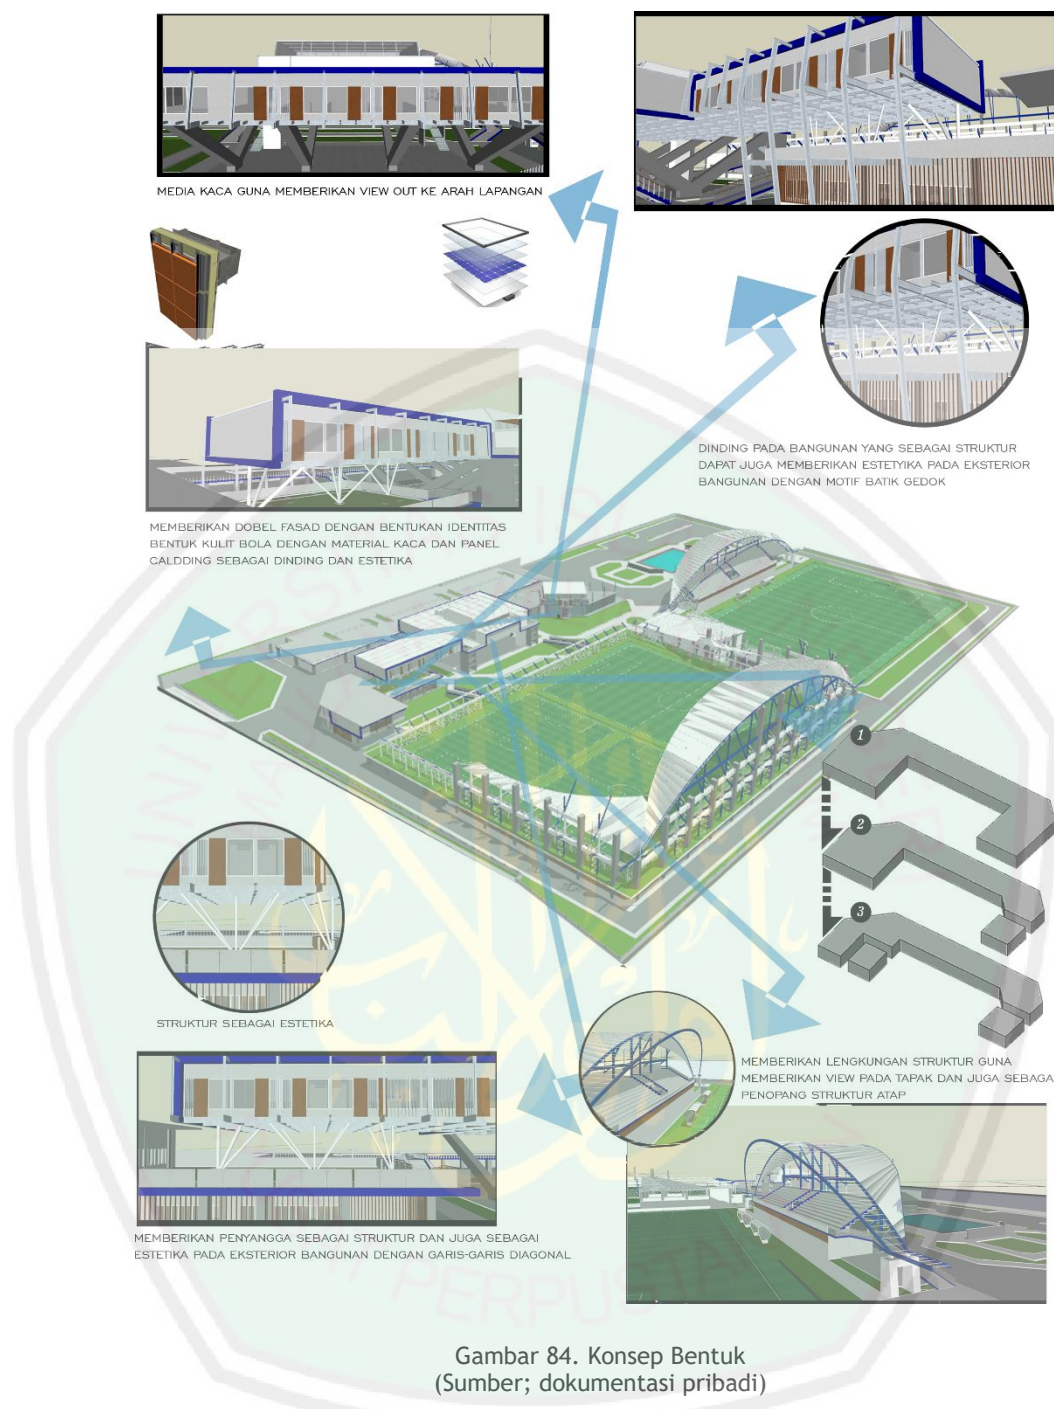 MEDIA KACA GUNA MEMBERIKAN VIEW OUT KE ARAH LAPANGAN
DINDING PADA BANGUNAN YANG SEBAGAI STRUKTUR
DAPAT JUGA MEMBERIKAN ESTETYIKA PADA EKSTERIOR
BANGUNAN DENGAN MOTIF BATIK GEDOK
MEMBERIKAN DOBEL FASAD DENGAN BENTUKAN IDENTITAS
BENTUK KULIT BOLA DENGAN MATERIAL KACA DAN PANEL
CALDDING SEBAGAI DINDING DAN ESTETIKA
1
2
3
STRUKTUR SEBAGAI ESTETIKA
MEMBERIKAN LENGKUNGAN STRUKTUR GUNA
MEMBERIKAN VIEW PADA TAPAK DAN JUGA SEBAGA
PENOPANG STRUKTUR ATAP
MEMBERIKAN PENYANGGA SEBAGAI STRUKTUR DAN JUGA SEBAGAI
ESTETIKA PADA EKSTERIOR BANGUNAN DENGAN GARIS-GARIS DIAGONAL
Gambar 84. Konsep Bentuk
(Sumber; dokumentasi pribadi)